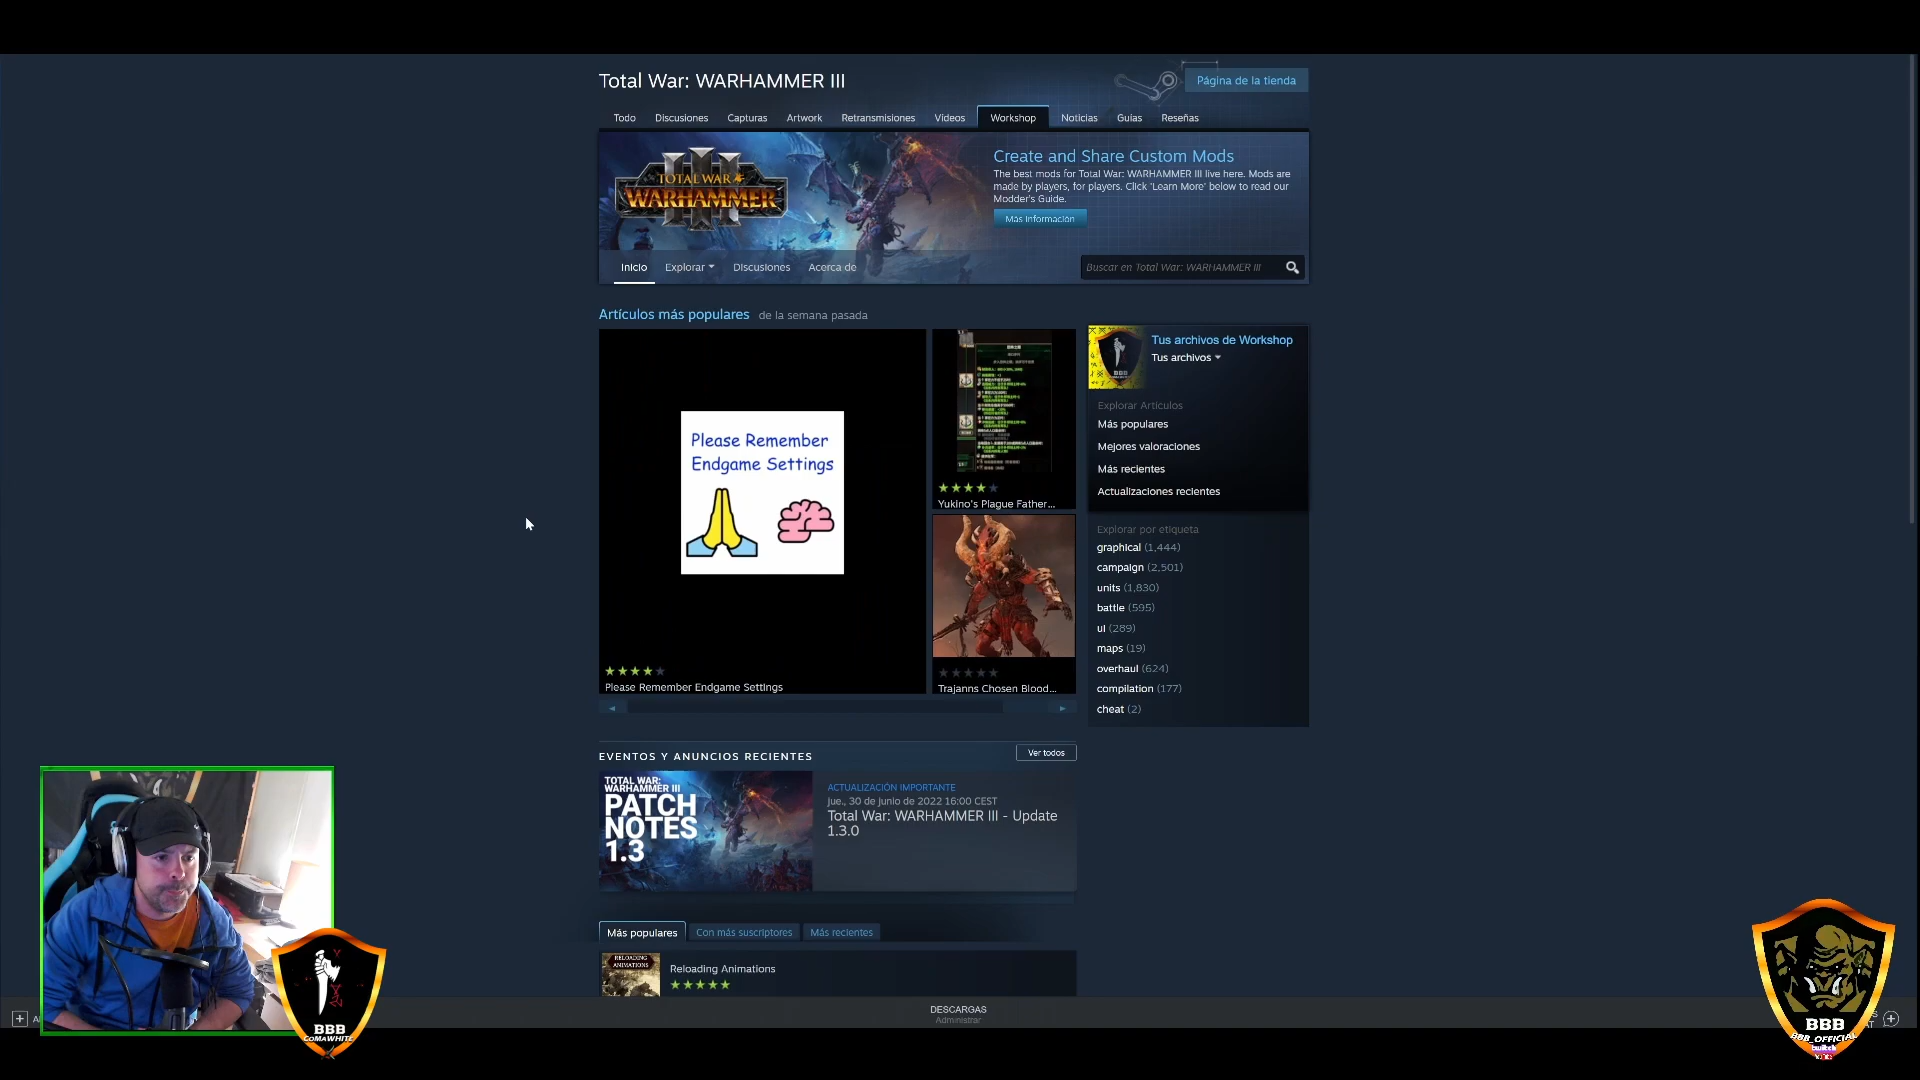 Total War: WARHAMMER III
Página de la tienda
Todo Discusiones Capturas Artwork Retransmisiones Vídeos Workshop Noticias Guías Reseñas
TOTAL WAR
WARHAMMER
III
Create and Share Custom Mods
The best mods for Total War: WARHAMMER III live here. Mods are
made by players, for players. Click 'Learn More' below to read our
Modder's Guide.
Más información
Inicio Explorar Discusiones Acerca de
Buscar en Total War: WARHAMMER III
Artículos más populares de la semana pasada
Please Remember
Endgame Settings
Please Remember Endgame Settings
Yukino's Plague Father...
Trajanns Chosen Blood...
Tus archivos de Workshop
Tus archivos
Explorar Artículos
Más populares
Mejores valoraciones
Más recientes
Actualizaciones recientes
Explorar por etiqueta
graphical (1,444)
campaign (2,501)
units (1,830)
battle (595)
ui (289)
maps (19)
overhaul (624)
compilation (177)
cheat (2)
EVENTOS Y ANUNCIOS RECIENTES
Ver todos
TOTAL WAR:
WARHAMMER III
PATCH
NOTES
1.3
ACTUALIZACIÓN IMPORTANTE
jue., 30 de junio de 2022 16:00 CEST
Total War: WARHAMMER III - Update
1.3.0
Más populares Con más suscriptores Más recientes
RELOADING
ANIMATIONS
Reloading Animations
DESCARGAS
Administrar
BBB
CoMaWHITE
BBB
BBB_OFFICIAL
twitch